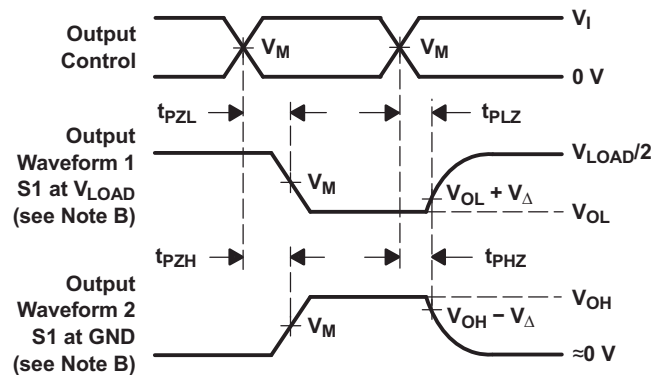 Output
Control
V_M
V_M
V_I
0 V
t_PZL
t_PLZ
Output
Waveform 1
S1 at V_LOAD
(see Note B)
V_M
V_LOAD/2
V_OL + V_Δ
V_OL
t_PZH
t_PHZ
Output
Waveform 2
S1 at GND
(see Note B)
V_M
V_OH
V_OH − V_Δ
≈0 V